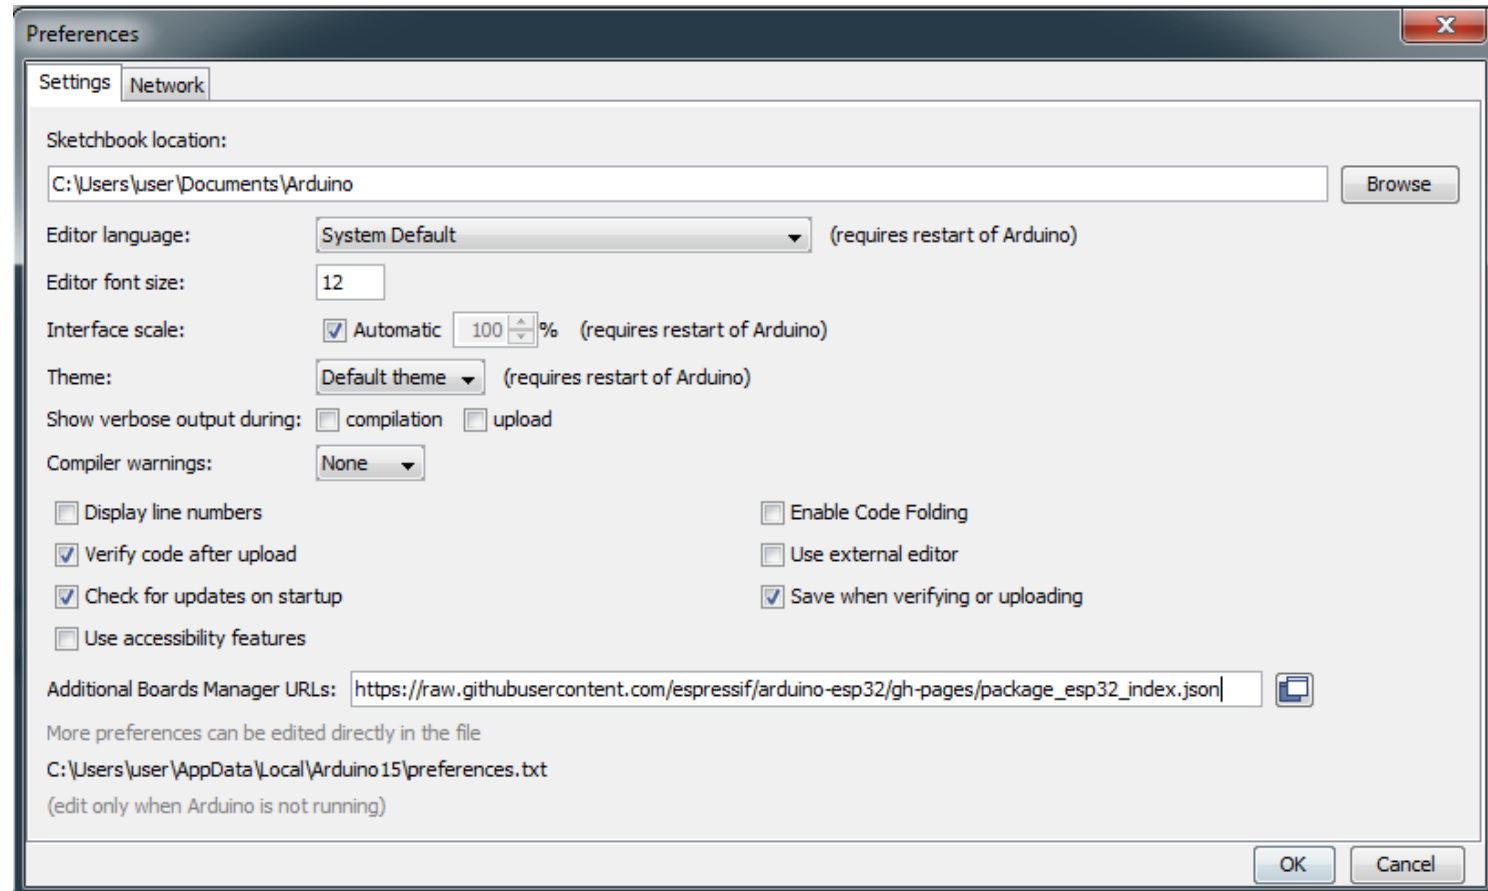 Preferences
Settings Network
Sketchbook location:
C:\Users\user\Documents\Arduino Browse
Editor language: System Default (requires restart of Arduino)
Editor font size: 12
Interface scale: Automatic 100 % (requires restart of Arduino)
Theme: Default theme (requires restart of Arduino)
Show verbose output during: compilation upload
Compiler warnings: None
Display line numbers Enable Code Folding
Verify code after upload Use external editor
Check for updates on startup Save when verifying or uploading
Use accessibility features
Additional Boards Manager URLs: https://raw.githubusercontent.com/espressif/arduino-esp32/gh-pages/package_esp32_index.json
More preferences can be edited directly in the file
C:\Users\user\AppData\Local\Arduino15\preferences.txt
(edit only when Arduino is not running)
OK Cancel